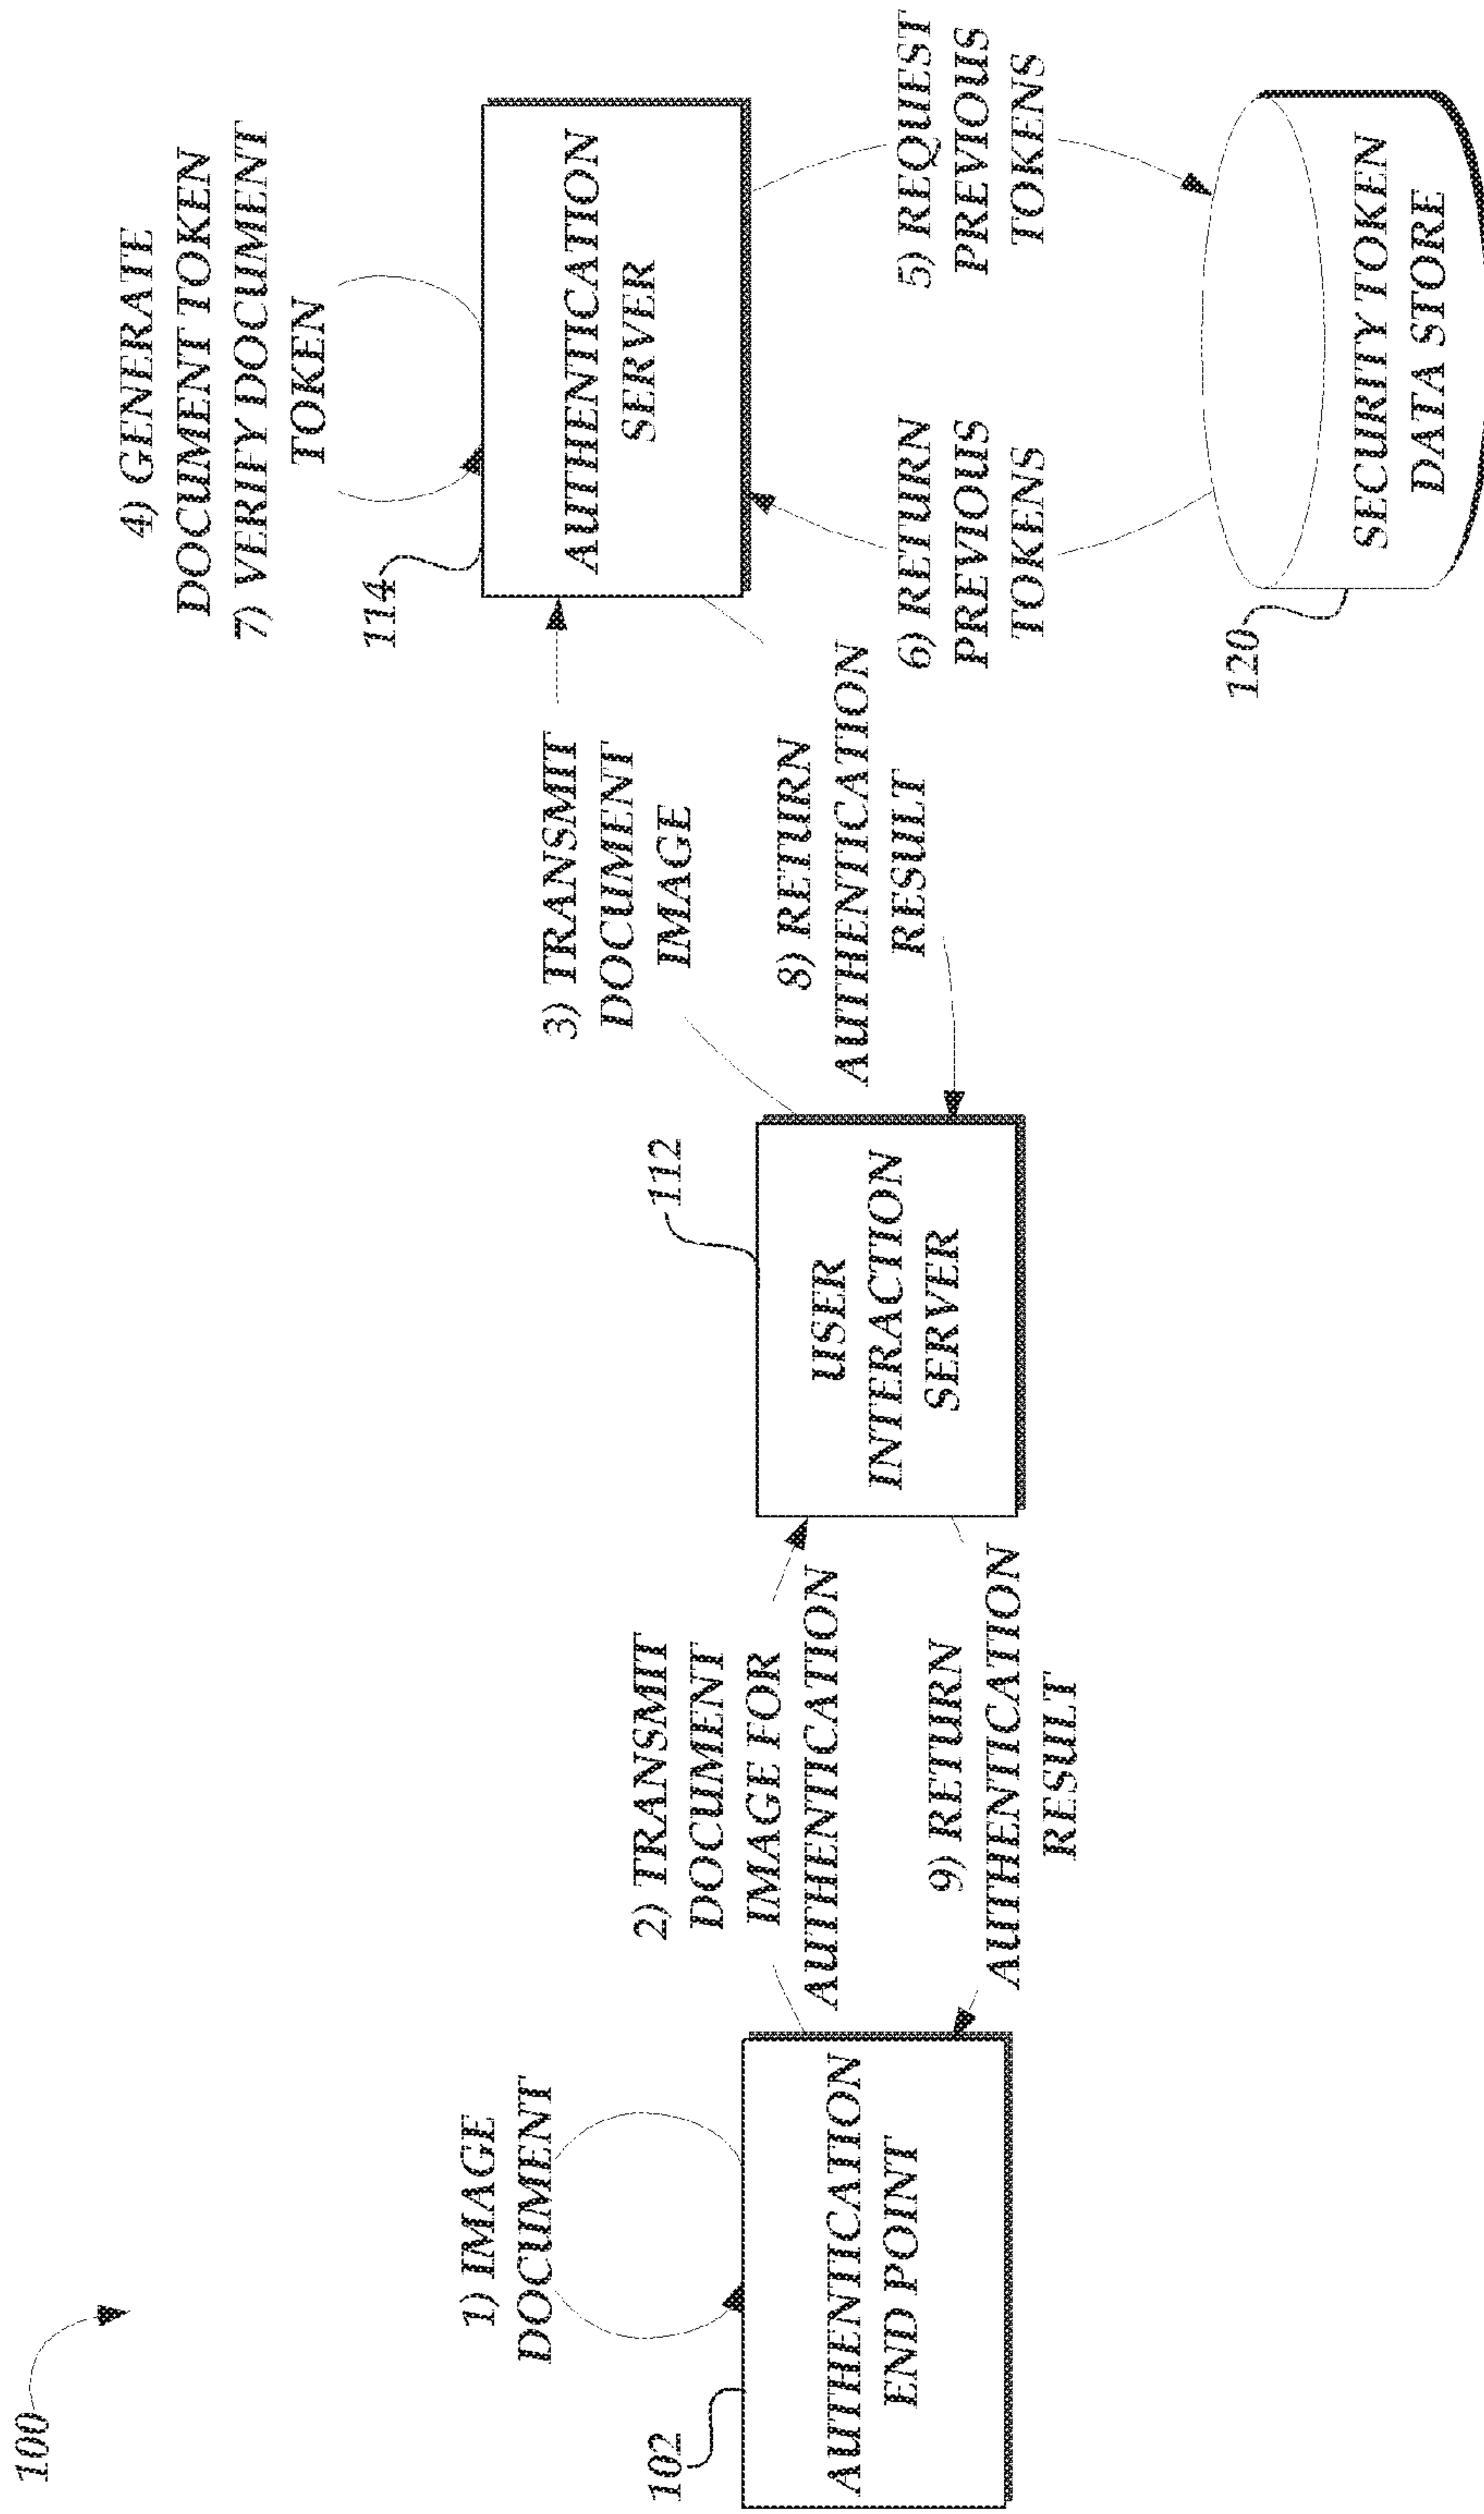 100
1) IMAGE
DOCUMENT
102
AUTHENTICATION
END POINT
2) TRANSMIT
DOCUMENT
IMAGE FOR
AUTHENTICATION
9) RETURN
AUTHENTICATION
RESULT
112
USER
INTERACTION
SERVER
3) TRANSMIT
DOCUMENT
IMAGE
8) RETURN
AUTHENTICATION
RESULT
4) GENERATE
DOCUMENT TOKEN
7) VERIFY DOCUMENT
TOKEN
114
AUTHENTICATION
SERVER
6) RETURN
PREVIOUS
TOKENS
5) REQUEST
PREVIOUS
TOKENS
120
SECURITY TOKEN
DATA STORE